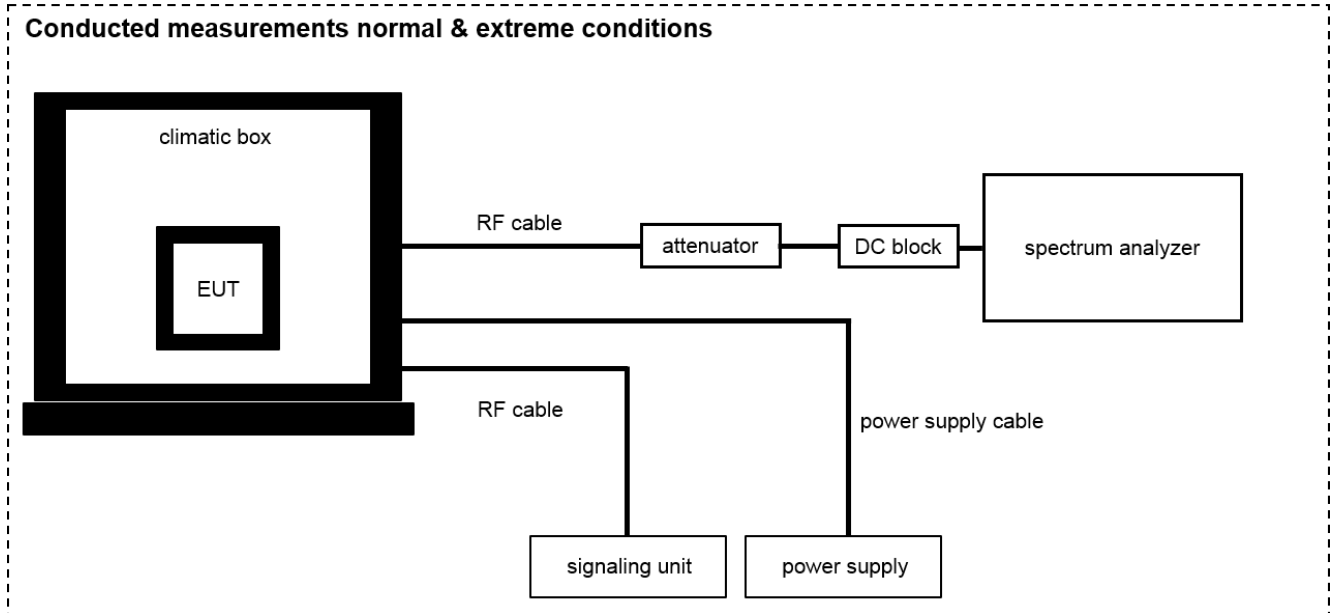 Conducted measurements normal & extreme conditions
climatic box
EUT
RF cable
attenuator
DC block
spectrum analyzer
RF cable
power supply cable
signaling unit
power supply